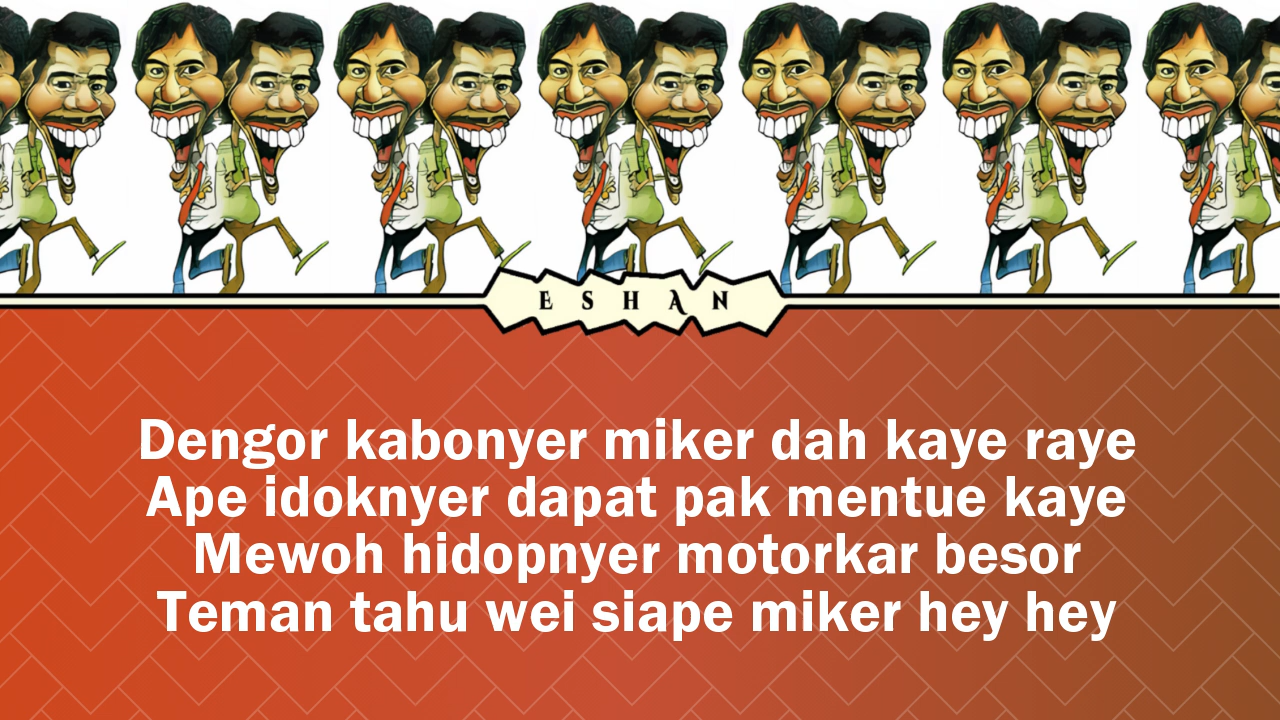 ESHAN
Dengor kabonyer miker dah kaye raye
Ape idoknyer dapat pak mentue kaye
Mewoh hidopnyer motorkar besor
Teman tahu wei siape miker hey hey